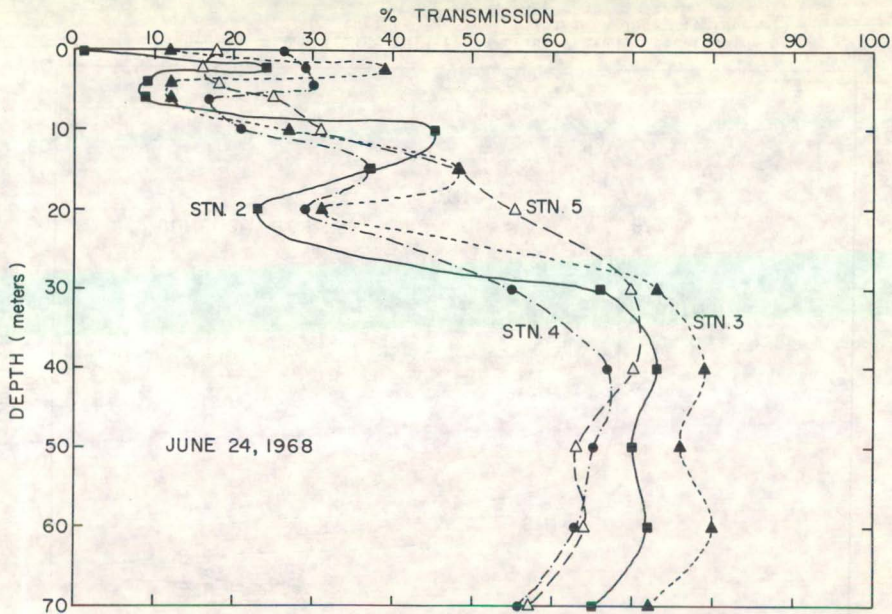 % TRANSMISSION
0 10 20 30 40 50 60 70 80 90 100
0
10
20
30
40
50
60
70
DEPTH ( meters )
STN. 2
STN. 5
STN. 4
STN. 3
JUNE 24, 1968